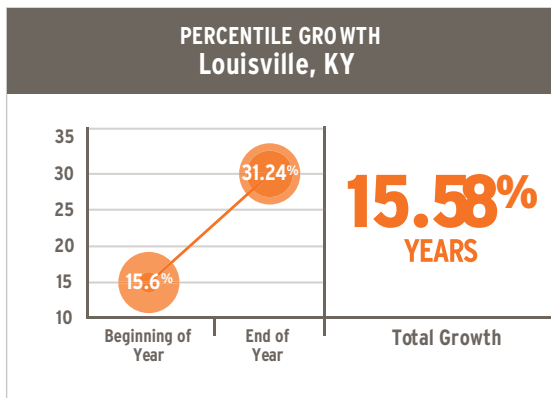 PERCENTILE GROWTH
Louisville, KY
35
30
25
20
15
10
31.24%
15.6%
Beginning of
Year
End of
Year
15.58%
YEARS
Total Growth